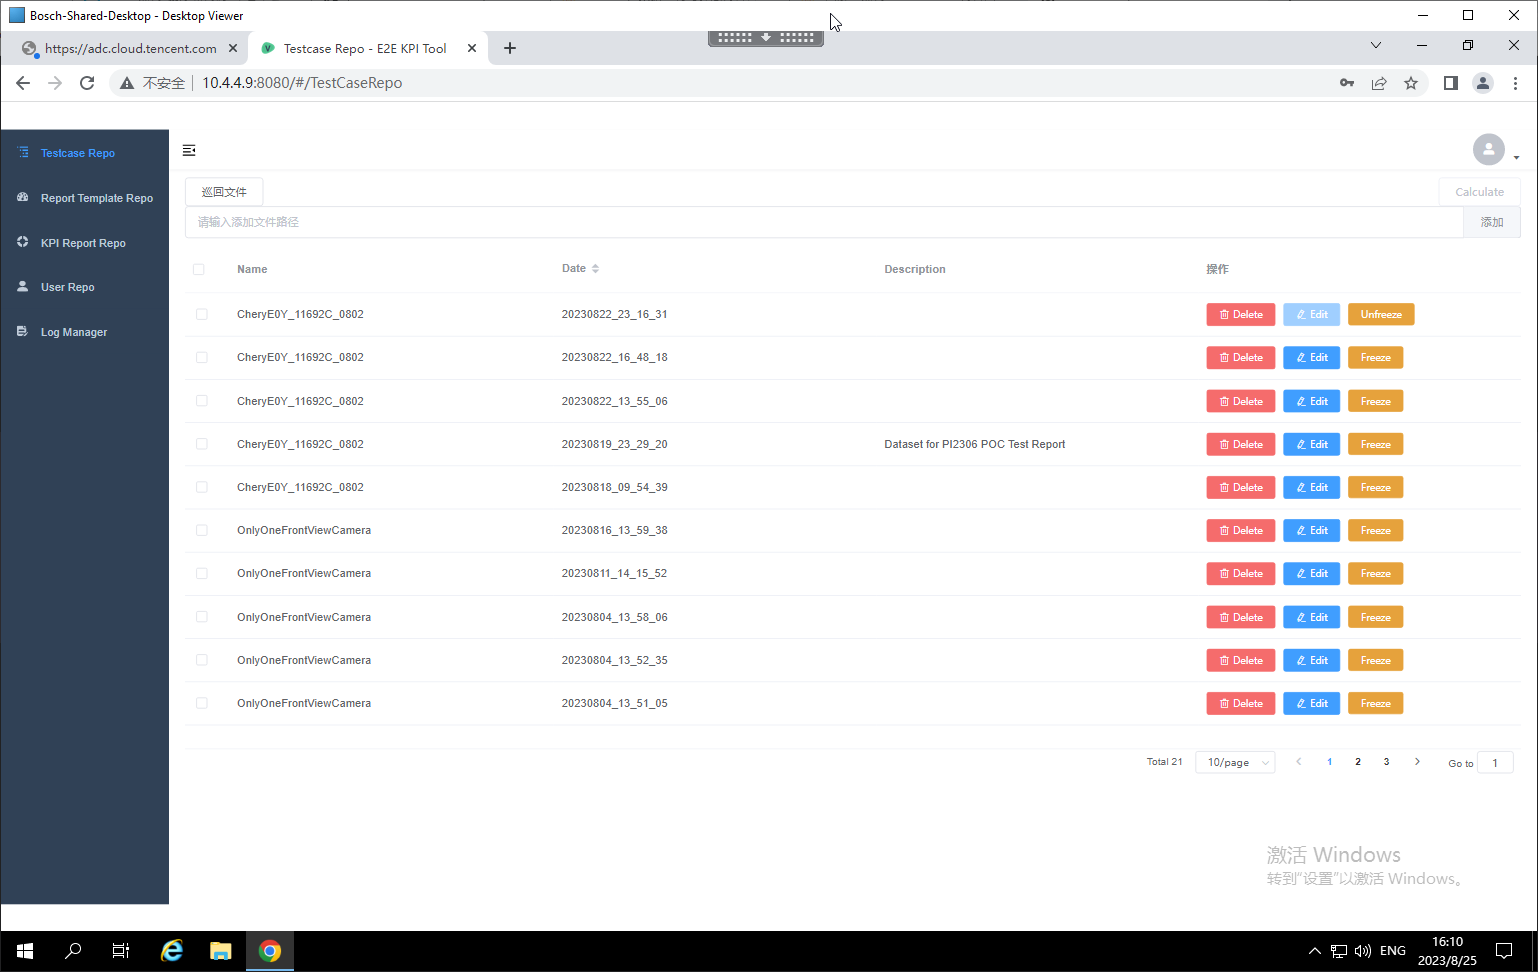 Bosch-Shared-Desktop - Desktop Viewer
https://adc.cloud.tencent.com
Testcase Repo - E2E KPI Tool
不安全
10.4.4.9:8080/#/TestCaseRepo
Testcase Repo
Report Template Repo
KPI Report Repo
User Repo
Log Manager
巡回文件
Calculate
请输入添加文件路径
添加
Name Date Description 操作
CheryE0Y_11692C_0802 20230822_23_16_31 Delete Edit Unfreeze
CheryE0Y_11692C_0802 20230822_16_48_18 Delete Edit Freeze
CheryE0Y_11692C_0802 20230822_13_55_06 Delete Edit Freeze
CheryE0Y_11692C_0802 20230819_23_29_20 Dataset for PI2306 POC Test Report Delete Edit Freeze
CheryE0Y_11692C_0802 20230818_09_54_39 Delete Edit Freeze
OnlyOneFrontViewCamera 20230816_13_59_38 Delete Edit Freeze
OnlyOneFrontViewCamera 20230811_14_15_52 Delete Edit Freeze
OnlyOneFrontViewCamera 20230804_13_58_06 Delete Edit Freeze
OnlyOneFrontViewCamera 20230804_13_52_35 Delete Edit Freeze
OnlyOneFrontViewCamera 20230804_13_51_05 Delete Edit Freeze
Total 21 10/page 1 2 3 Go to 1
激活 Windows
转到"设置"以激活 Windows。
ENG
16:10
2023/8/25